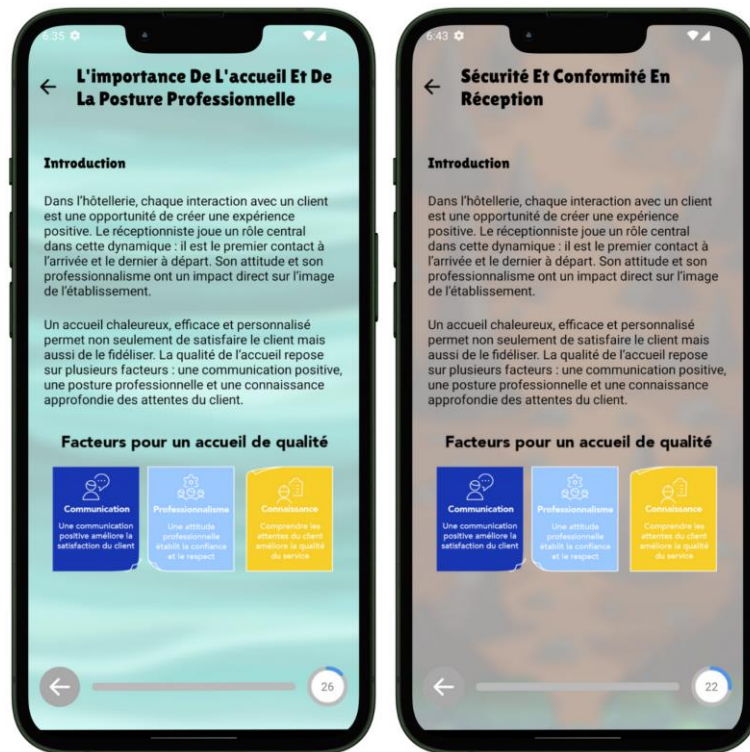 6:35
L'importance De L'accueil Et De
La Posture Professionnelle
Introduction
Dans l'hôtellerie, chaque interaction avec un client
est une opportunité de créer une expérience
positive. Le réceptionniste joue un rôle central
dans cette dynamique : il est le premier contact à
l'arrivée et le dernier à départ. Son attitude et son
professionnalisme ont un impact direct sur l'image
de l'établissement.
Un accueil chaleureux, efficace et personnalisé
permet non seulement de satisfaire le client mais
aussi de le fidéliser. La qualité de l'accueil repose
sur plusieurs facteurs : une communication positive,
une posture professionnelle et une connaissance
approfondie des attentes du client.
Facteurs pour un accueil de qualité
Communication
Une communication
positive améliore la
satisfaction du client
Professionnalisme
Une attitude
professionnelle
établit la confiance
et le respect
Connaissance
Comprendre les
attentes du client
améliore la qualité
du service
26
6:43
Sécurité Et Conformité En
Réception
Introduction
Dans l'hôtellerie, chaque interaction avec un client
est une opportunité de créer une expérience
positive. Le réceptionniste joue un rôle central
dans cette dynamique : il est le premier contact à
l'arrivée et le dernier à départ. Son attitude et son
professionnalisme ont un impact direct sur l'image
de l'établissement.
Un accueil chaleureux, efficace et personnalisé
permet non seulement de satisfaire le client mais
aussi de le fidéliser. La qualité de l'accueil repose
sur plusieurs facteurs : une communication positive,
une posture professionnelle et une connaissance
approfondie des attentes du client.
Facteurs pour un accueil de qualité
Communication
Une communication
positive améliore la
satisfaction du client
Professionnalisme
Une attitude
professionnelle
établit la confiance
et le respect
Connaissance
Comprendre les
attentes du client
améliore la qualité
du service
22